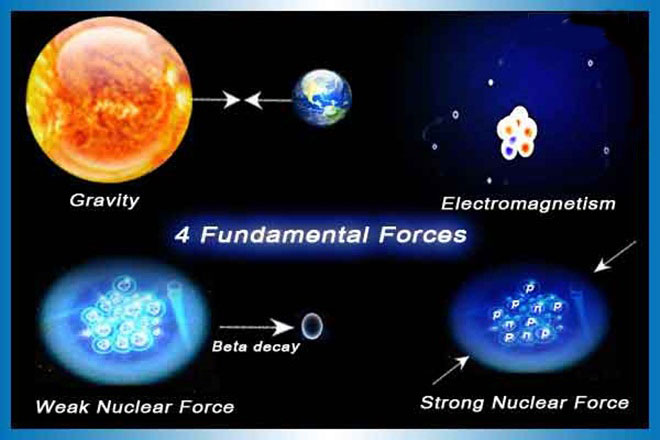 Gravity
Electromagnetism
4 Fundamental Forces
Beta decay
P
P
n
P
P
n
P
n
P
Weak Nuclear Force
Strong Nuclear Force